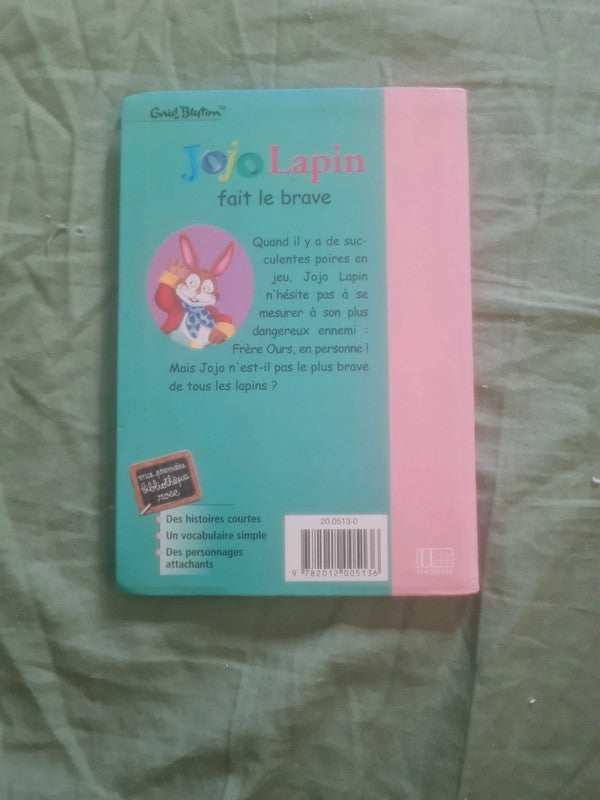 Enid Blyton™
Jojo Lapin
fait le brave
Quand il y a de suc-
culentes poires en
jeu, Jojo Lapin
n'hésite pas à se
mesurer à son plus
dangereux ennemi :
Frère Ours, en personne !
Mais Jojo n'est-il pas le plus brave
de tous les lapins ?
ma première
bibliothèque
rose
Des histoires courtes
Un vocabulaire simple
Des personnages
attachants
20.0513-0
9 782012 005136
HACHETTE